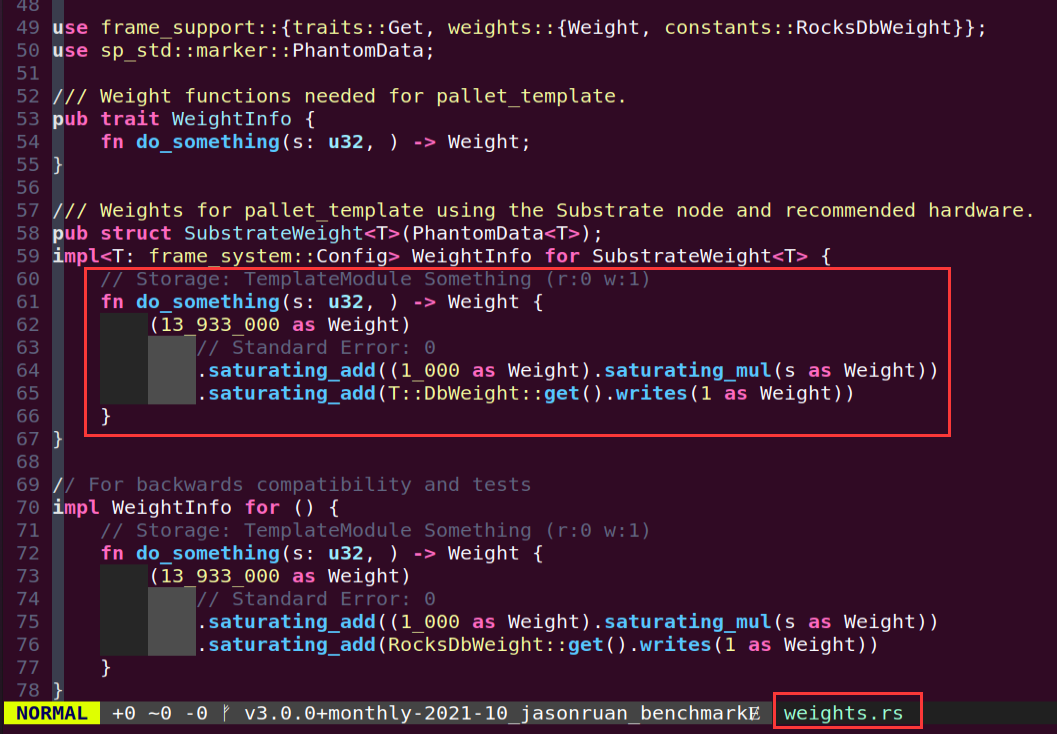 48
49 use frame_support::{traits::Get, weights::{Weight, constants::RocksDbWeight}};
50 use sp_std::marker::PhantomData;
51
52 /// Weight functions needed for pallet_template.
53 pub trait WeightInfo {
54     fn do_something(s: u32, ) -> Weight;
55 }
56
57 /// Weights for pallet_template using the Substrate node and recommended hardware.
58 pub struct SubstrateWeight<T>(PhantomData<T>);
59 impl<T: frame_system::Config> WeightInfo for SubstrateWeight<T> {
60     // Storage: TemplateModule Something (r:0 w:1)
61     fn do_something(s: u32, ) -> Weight {
62         (13_933_000 as Weight)
63             // Standard Error: 0
64             .saturating_add((1_000 as Weight).saturating_mul(s as Weight))
65             .saturating_add(T::DbWeight::get().writes(1 as Weight))
66     }
67 }
68
69 // For backwards compatibility and tests
70 impl WeightInfo for () {
71     // Storage: TemplateModule Something (r:0 w:1)
72     fn do_something(s: u32, ) -> Weight {
73         (13_933_000 as Weight)
74             // Standard Error: 0
75             .saturating_add((1_000 as Weight).saturating_mul(s as Weight))
76             .saturating_add(RocksDbWeight::get().writes(1 as Weight))
77     }
78 }
NORMAL +0 ~0 -0 ᚠ v3.0.0+monthly-2021-10_jasonruan_benchmark weights.rs